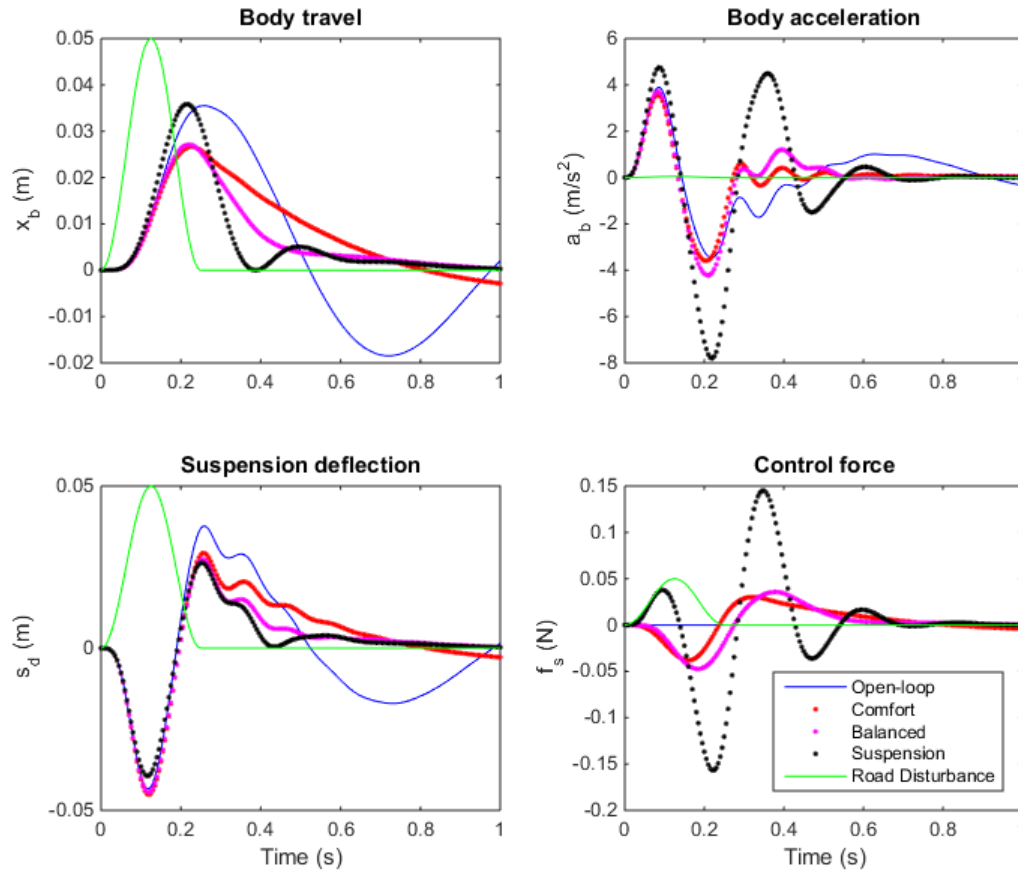 Body travel
0.05
0.04
0.03
0.02
0.01
0
-0.01
-0.02
x_b (m)
0 0.2 0.4 0.6 0.8 1
Body acceleration
6
4
2
0
-2
-4
-6
-8
a_b (m/s²)
0 0.2 0.4 0.6 0.8
Suspension deflection
0.05
0
-0.05
s_d (m)
0 0.2 0.4 0.6 0.8 1
Time (s)
Control force
0.15
0.1
0.05
0
-0.05
-0.1
-0.15
-0.2
f_s (N)
Open-loop
Comfort
Balanced
Suspension
Road Disturbance
0 0.2 0.4 0.6 0.8
Time (s)